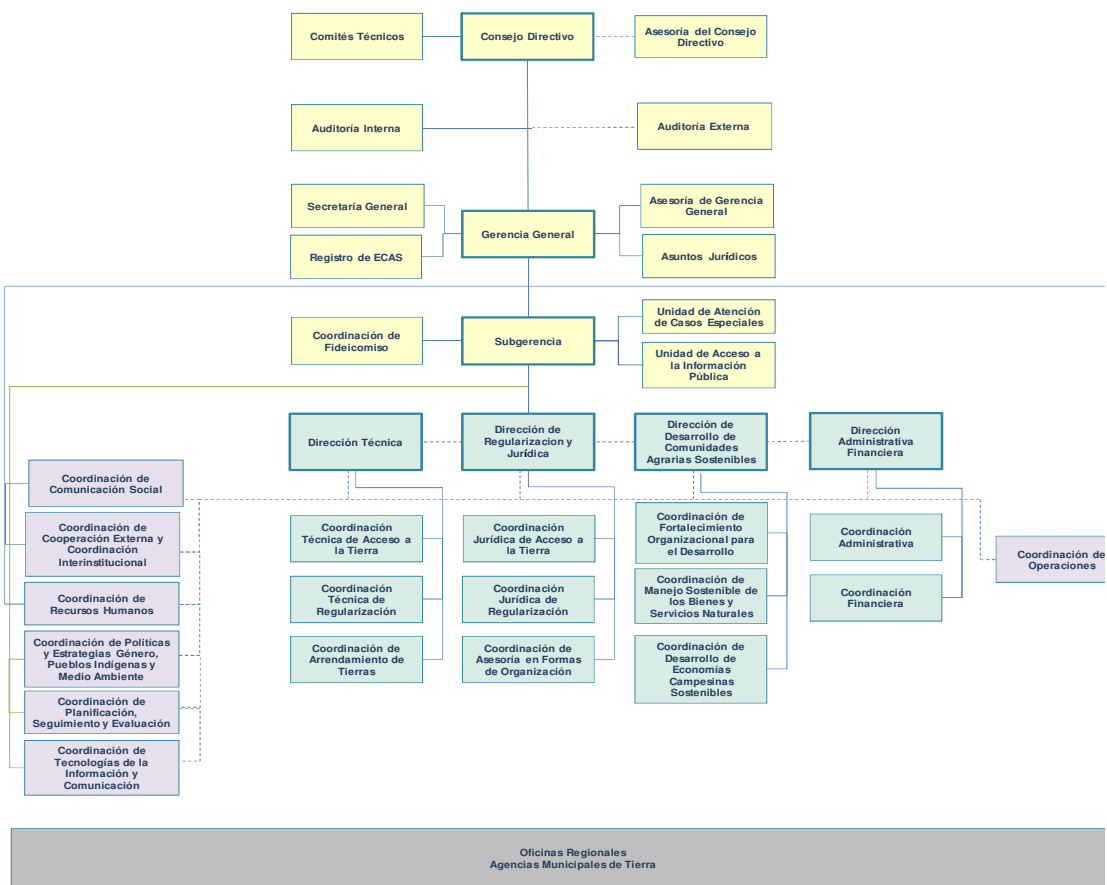 Comités Técnicos
Consejo Directivo
Asesoría del Consejo
Directivo
Auditoría Interna
Auditoría Externa
Secretaría General
Asesoría de Gerencia
General
Gerencia General
Registro de ECAS
Asuntos Jurídicos
Coordinación de
Fideicomiso
Subgerencia
Unidad de Atención
de Casos Especiales
Unidad de Acceso a
la Información
Pública
Dirección Técnica
Dirección de
Regularizacion y
Jurídica
Dirección de
Desarrollo de
Comunidades
Agrarias Sostenibles
Dirección
Administrativa
Financiera
Coordinación de
Comunicación Social
Coordinación de
Cooperación Externa y
Coordinación
Interinstitucional
Coordinación de
Recursos Humanos
Coordinación de Politícas
y Estrategias Género,
Pueblos Indígenas y
Medio Ambiente
Coordinación de
Planificación,
Seguimiento y Evaluación
Coordinación de
Tecnologías de la
Información y
Comunicación
Coordinación
Técnica de Acceso a
la Tierra
Coordinación
Técnica de
Regularización
Coordinación de
Arrendamiento de
Tierras
Coordinación
Jurídica de Acceso a
la Tierra
Coordinación
Jurídica de
Regularización
Coordinación de
Asesoría en Formas
de Organización
Coordinación de
Fortalecimiento
Organizacional para
el Desarrollo
Coordinación de
Manejo Sostenible de
los Bienes y
Servicios Naturales
Coordinación de
Desarrollo de
Economías
Campesinas
Sostenibles
Coordinación
Administrativa
Coordinación
Financiera
Coordinación de
Operaciones
Oficinas Regionales
Agencias Municipales de Tierra